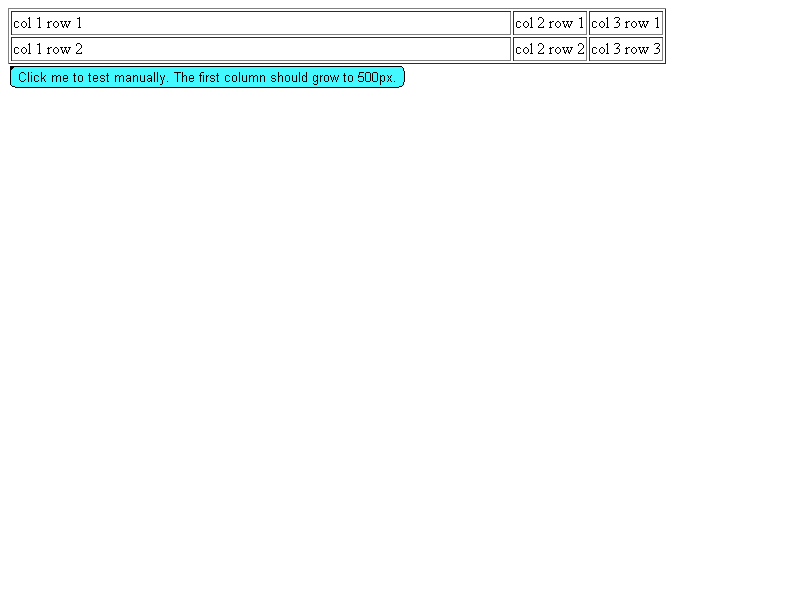 col 1 row 1 col 2 row 1 col 3 row 1
col 1 row 2 col 2 row 2 col 3 row 3
Click me to test manually. The first column should grow to 500px.